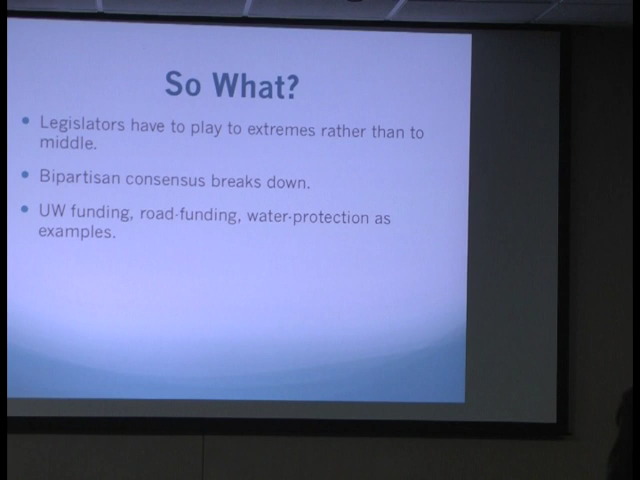 So What?
• Legislators have to play to extremes rather than to
middle.
• Bipartisan consensus breaks down.
• UW funding, road-funding, water-protection as
examples.